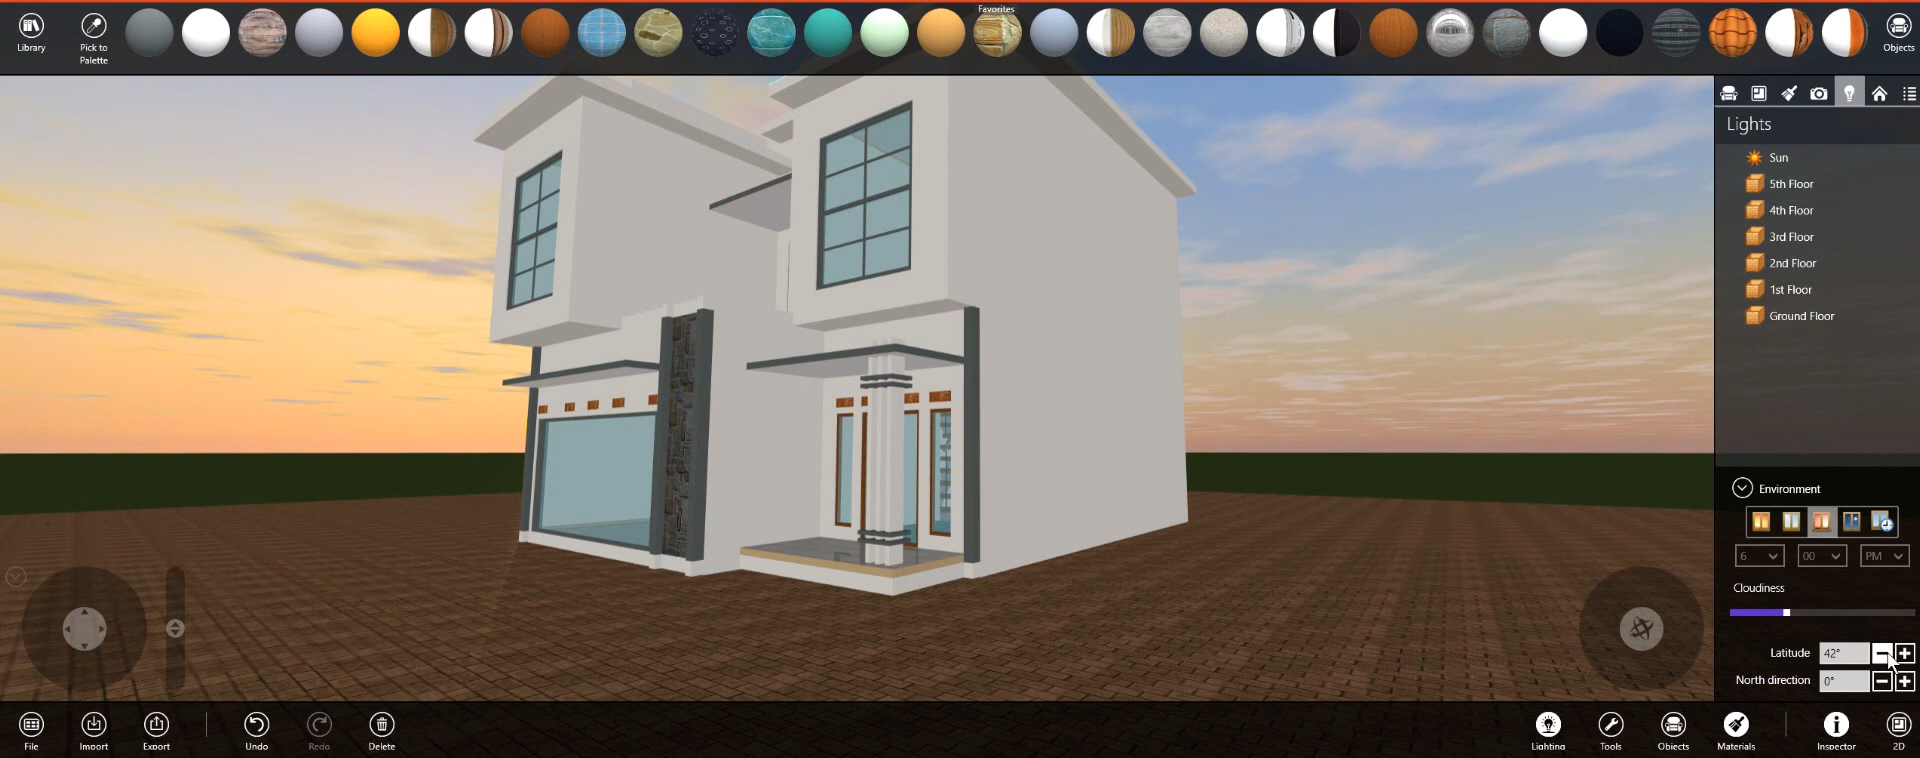 Favorites
Library
Pick to
Palette
Objects
Lights
Sun
5th Floor
4th Floor
3rd Floor
2nd Floor
1st Floor
Ground Floor
Environment
6
00
PM
Cloudiness
Latitude 42°
North direction 0°
File
Import
Export
Undo
Redo
Delete
Lighting
Tools
Objects
Materials
Inspector
2D